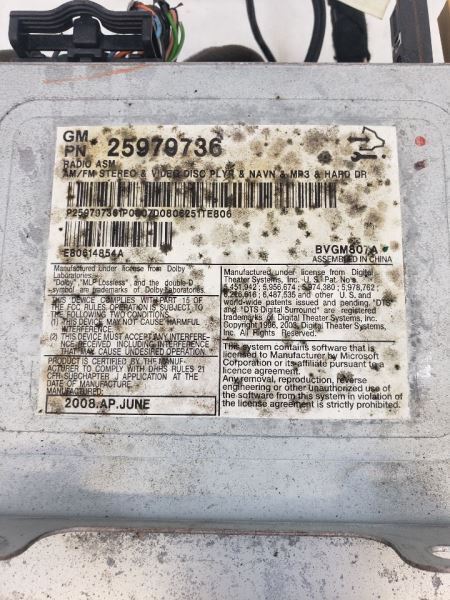 GM
PN 25979736
RADIO ASM
AM/FM STEREO & VIDEO DISC PLYR & NAVN & MP3 & HARD DR
E80614854A
BVGM807A
ASSEMBLED IN CHINA
Manufactured under license from Dolby
Laboratories.
"Dolby", "MLP Lossless", and the double-D
symbol are trademarks of Dolby Laboratories.
THIS DEVICE COMPLIES WITH PART 15 OF
THE FCC RULES OPERATION IS SUBJECT TO
THE FOLLOWING TWO CONDITIONS.
(1) THIS DEVICE MAY NOT CAUSE HARMFUL
INTERFERENCE
(2) THIS DEVICE MUST ACCEPT ANY INTERFERE-
NCE THAT MAY BE RECEIVED, INTERFERENCE
THAT MAY CAUSE UNDESIRED OPERATION.
THIS PRODUCT IS CERTIFIED BY THE MANUF-
ACTURER TO COMPLY WITH DHHS RULES 21
CFR SUBCHAPTER J APPLICATION AT THE
DATE OF MANUFACTURE.
MANUFACTURED:
2008.AP.JUNE
Manufactured under license from Digital
Theater Systems, Inc. U.S. Pat. No's.
5,451,942; 5,956,674; 5,974,380; 5,978,762;
6,226,616; 6,487,535 and other U.S. and
world-wide patents issued and pending. "DTS"
and "DTS Digital Surround" are registered
trademarks of Digital Theater Systems, Inc.
Copyright 1996, 2003 Digital Theater Systems,
Inc. All Rights Reserved.
This system contains software that is
licensed to Manufacturer by Microsoft
Corporation or its affiliate pursuant to a
licence agreement.
Any removal, reproduction, reverse
engineering or other unauthorized use of
the software from this system in violation of
the license agreement is strictly prohibited.